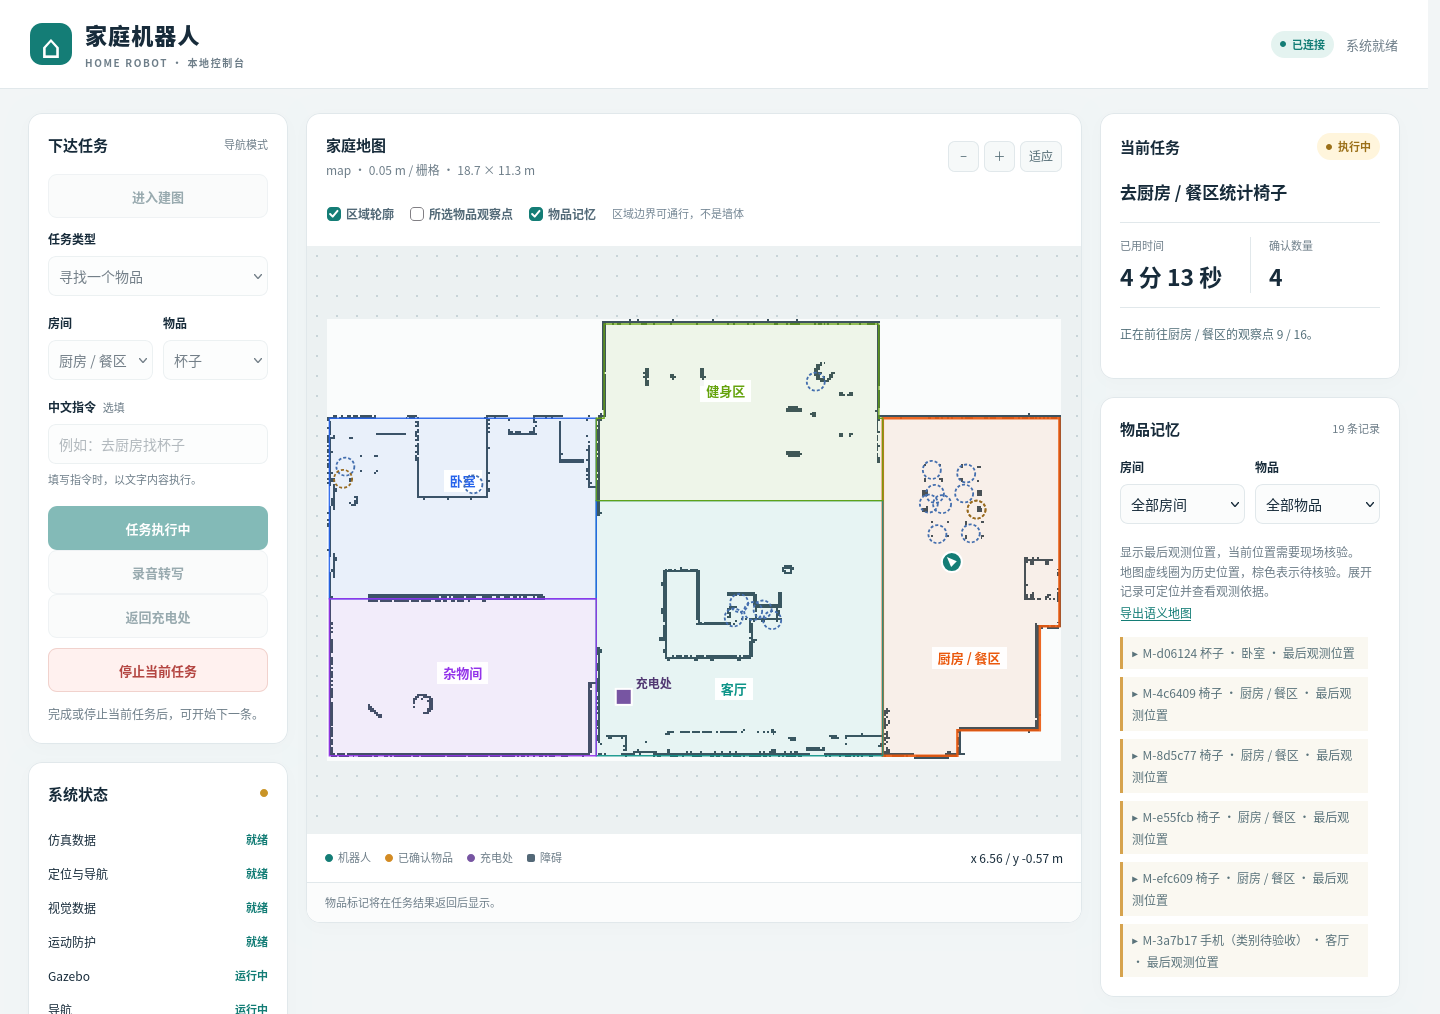 家庭机器人
HOME ROBOT · 本地控制台
已连接
系统就绪
下达任务
导航模式
进入建图
任务类型
寻找一个物品
房间
物品
厨房 / 餐区
杯子
中文指令 选填
例如：去厨房找杯子
填写指令时，以文字内容执行。
任务执行中
录音转写
返回充电处
停止当前任务
完成或停止当前任务后，可开始下一条。
系统状态
仿真数据
就绪
定位与导航
就绪
视觉数据
就绪
运动防护
就绪
Gazebo
运行中
导航
运行中
家庭地图
map · 0.05 m / 栅格 · 18.7 × 11.3 m
−
＋
适应
区域轮廓
所选物品观察点
物品记忆
区域边界可通行，不是墙体
健身区
卧室
厨房 / 餐区
杂物间
充电处
客厅
机器人
已确认物品
充电处
障碍
x 6.56 / y -0.57 m
物品标记将在任务结果返回后显示。
当前任务
执行中
去厨房 / 餐区统计椅子
已用时间
确认数量
4 分 13 秒
4
正在前往厨房 / 餐区的观察点 9 / 16。
物品记忆
19 条记录
房间
物品
全部房间
全部物品
显示最后观测位置，当前位置需要现场核验。
地图虚线圈为历史位置，棕色表示待核验。展开
记录可定位并查看观测依据。
导出语义地图
▸ M-d06124 杯子 · 卧室 · 最后观测位置
▸ M-4c6409 椅子 · 厨房 / 餐区 · 最后观
测位置
▸ M-8d5c77 椅子 · 厨房 / 餐区 · 最后观
测位置
▸ M-e55fcb 椅子 · 厨房 / 餐区 · 最后观
测位置
▸ M-efc609 椅子 · 厨房 / 餐区 · 最后观
测位置
▸ M-3a7b17 手机（类别待验收） · 客厅
· 最后观测位置